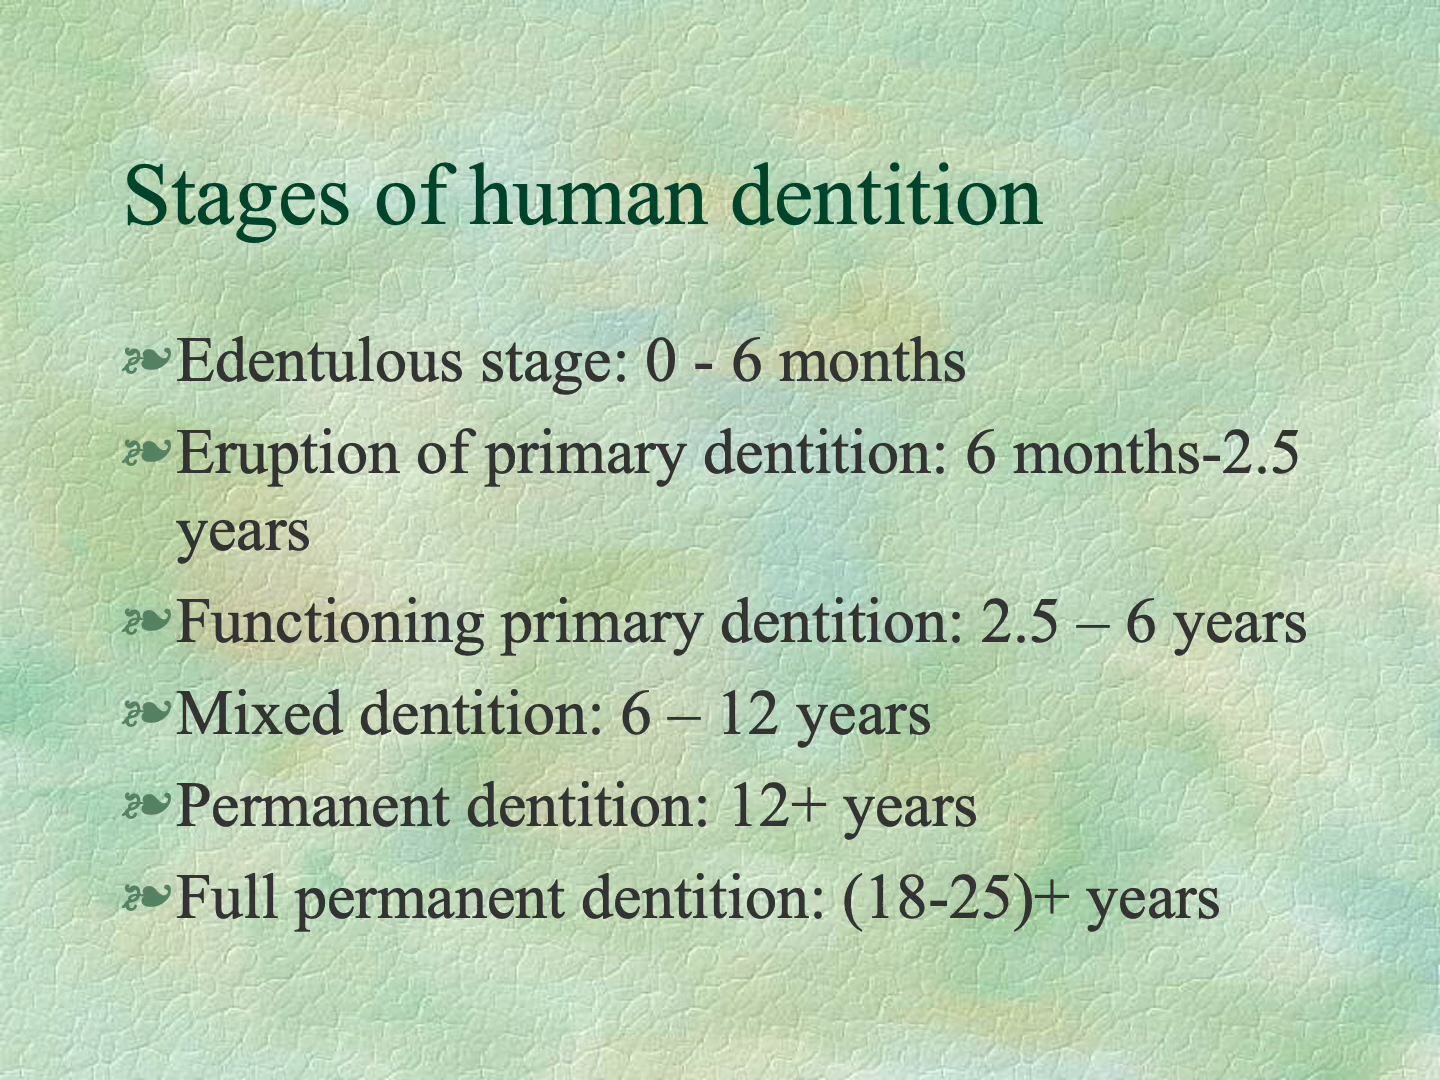 Stages of human dentition
❧Edentulous stage: 0 - 6 months
❧Eruption of primary dentition: 6 months-2.5
years
❧Functioning primary dentition: 2.5 – 6 years
❧Mixed dentition: 6 – 12 years
❧Permanent dentition: 12+ years
❧Full permanent dentition: (18-25)+ years